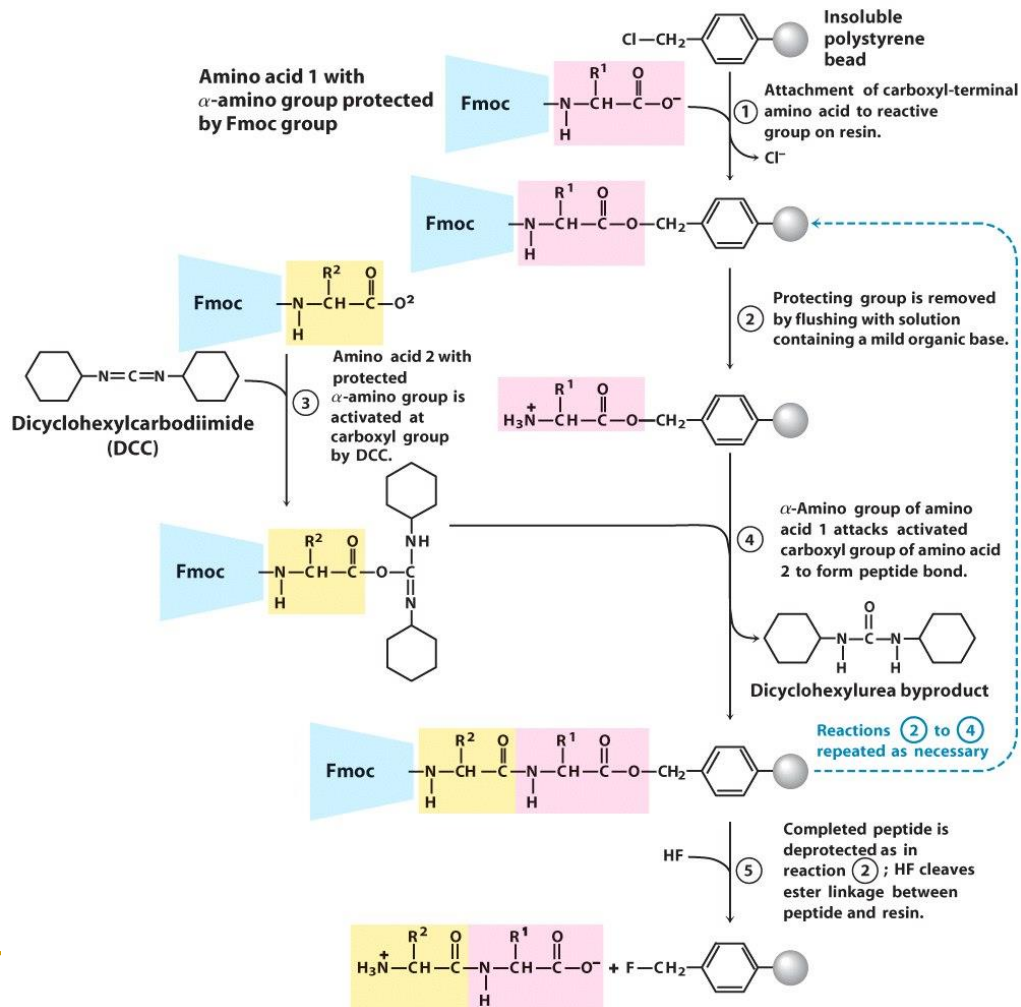 Cl—CH₂
Insoluble
polystyrene
bead
Amino acid 1 with
α-amino group protected
by Fmoc group
Fmoc
R¹ O
—N—CH—C—O⁻
H
① Attachment of carboxyl-terminal
amino acid to reactive
group on resin.
Cl⁻
Fmoc
R¹ O
—N—CH—C—O—CH₂
H
Fmoc
R² O
—N—CH—C—O²
H
② Protecting group is removed
by flushing with solution
containing a mild organic base.
N=C=N
Dicyclohexylcarbodiimide
(DCC)
③ Amino acid 2 with
protected
α-amino group is
activated at
carboxyl group
by DCC.
R¹ O
H₃N⁺—CH—C—O—CH₂
Fmoc
R² O NH
—N—CH—C—O—C
H N
④ α-Amino group of amino
acid 1 attacks activated
carboxyl group of amino acid
2 to form peptide bond.
O
N—C—N
H H
Dicyclohexylurea byproduct
Reactions ② to ④
repeated as necessary
Fmoc
R² O R¹ O
—N—CH—C—N—CH—C—O—CH₂
H H
HF
⑤ Completed peptide is
deprotected as in
reaction ②; HF cleaves
ester linkage between
peptide and resin.
R² O R¹ O
H₃N⁺—CH—C—N—CH—C—O⁻ + F—CH₂
H